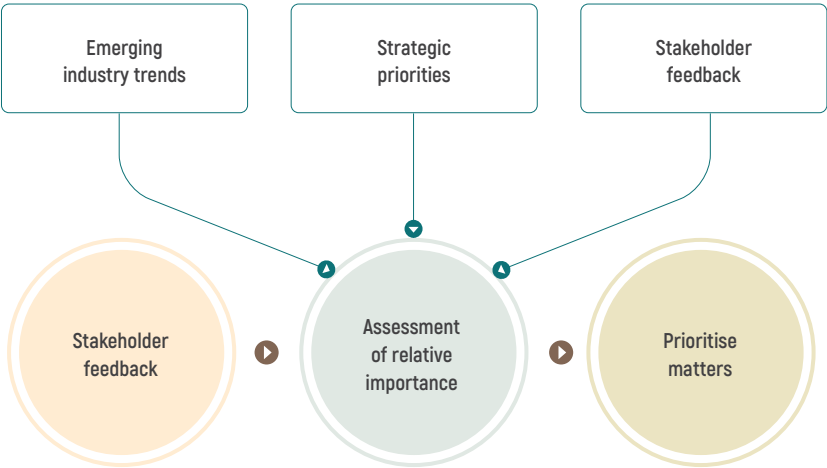 Emerging
industry trends
Strategic
priorities
Stakeholder
feedback
Stakeholder
feedback
Assessment
of relative
importance
Prioritise
matters